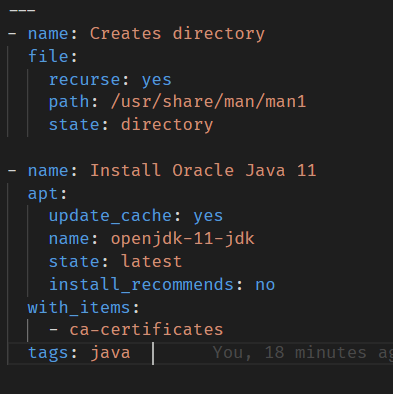 ---
- name: Creates directory
  file:
    recurse: yes
    path: /usr/share/man/man1
    state: directory

- name: Install Oracle Java 11
  apt:
    update_cache: yes
    name: openjdk-11-jdk
    state: latest
    install_recommends: no
  with_items:
    - ca-certificates
  tags: java You, 18 minutes ag